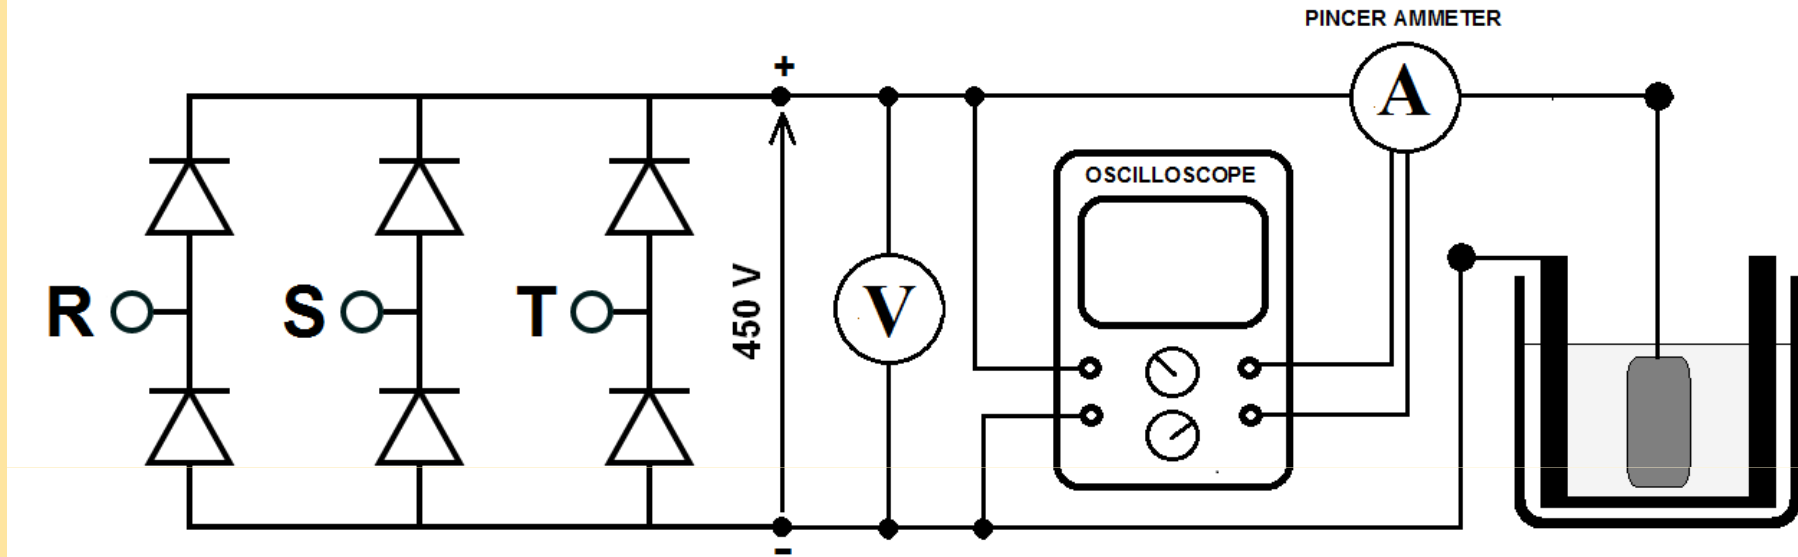 PINCER AMMETER
+
A
OSCILLOSCOPE
R
S
T
450 V
V
-